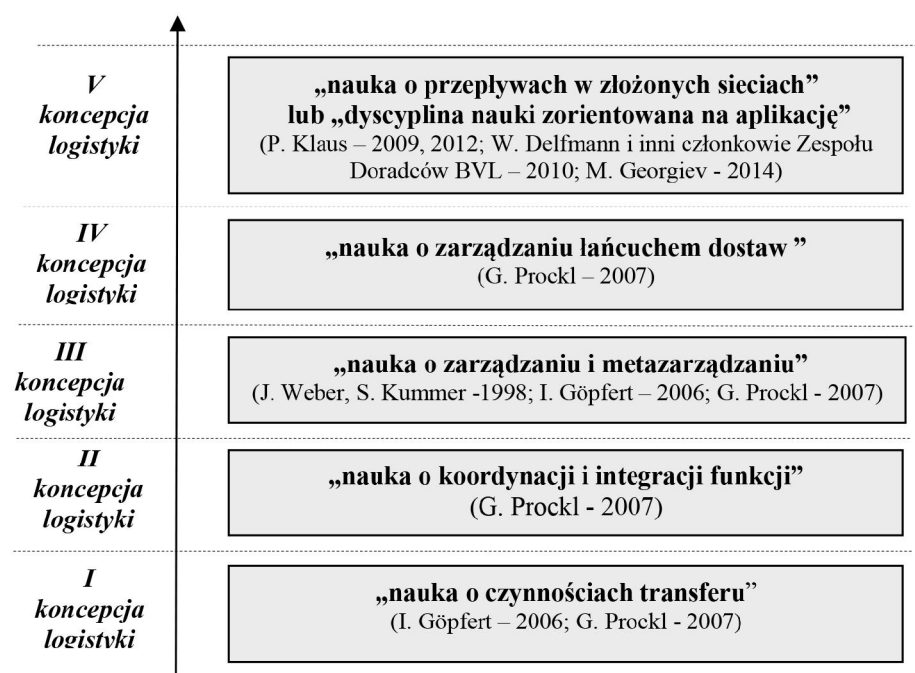 V
koncepcja
logistyki
„nauka o przepływach w złożonych sieciach”
lub „dyscyplina nauki zorientowana na aplikację”
(P. Klaus – 2009, 2012; W. Delfmann i inni członkowie Zespołu
Doradców BVL – 2010; M. Georgiev - 2014)
IV
koncepcja
logistyki
„nauka o zarządzaniu łańcuchem dostaw ”
(G. Prockl – 2007)
III
koncepcja
logistyki
„nauka o zarządzaniu i metazarządzaniu”
(J. Weber, S. Kummer -1998; I. Göpfert – 2006; G. Prockl - 2007)
II
koncepcja
logistyki
„nauka o koordynacji i integracji funkcji”
(G. Prockl - 2007)
I
koncepcja
logistyki
„nauka o czynnościach transferu”
(I. Göpfert – 2006; G. Prockl - 2007)